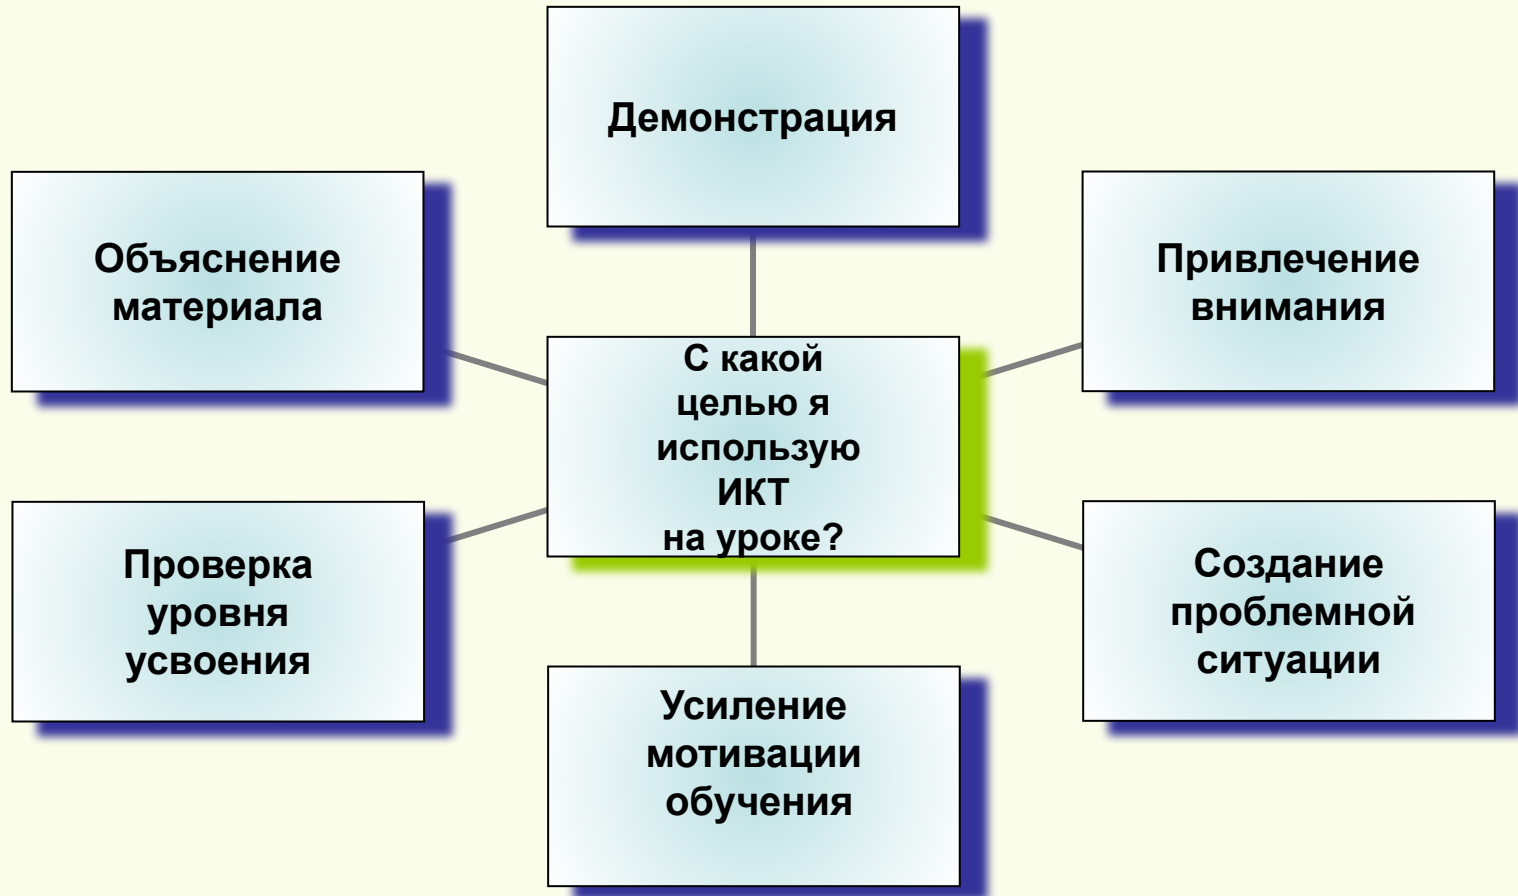 Демонстрация
Объяснение
материала
Привлечение
внимания
С какой
целью я
использую
ИКТ
на уроке?
Проверка
уровня
усвоения
Создание
проблемной
ситуации
Усиление
мотивации
обучения